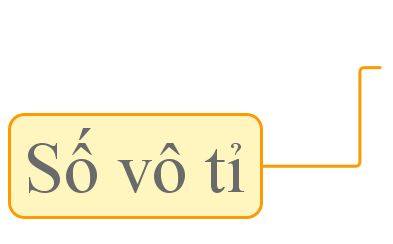 Số vô tỉ